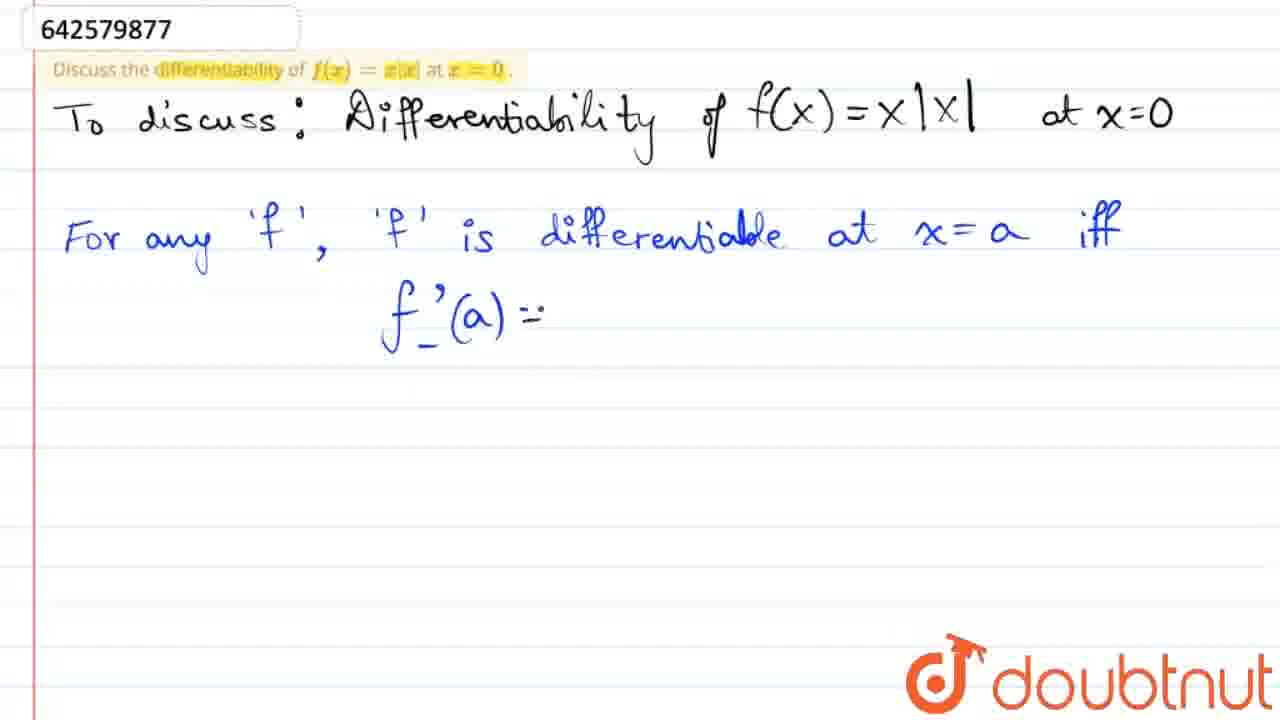 642579877
Discuss the differentiability of f(x) = x|x| at x = 0.
To discuss: Differentiability of f(x) = x|x| at x=0
For any 'f', 'f' is differentiable at x=a iff
f_'(a) =
doubtnut